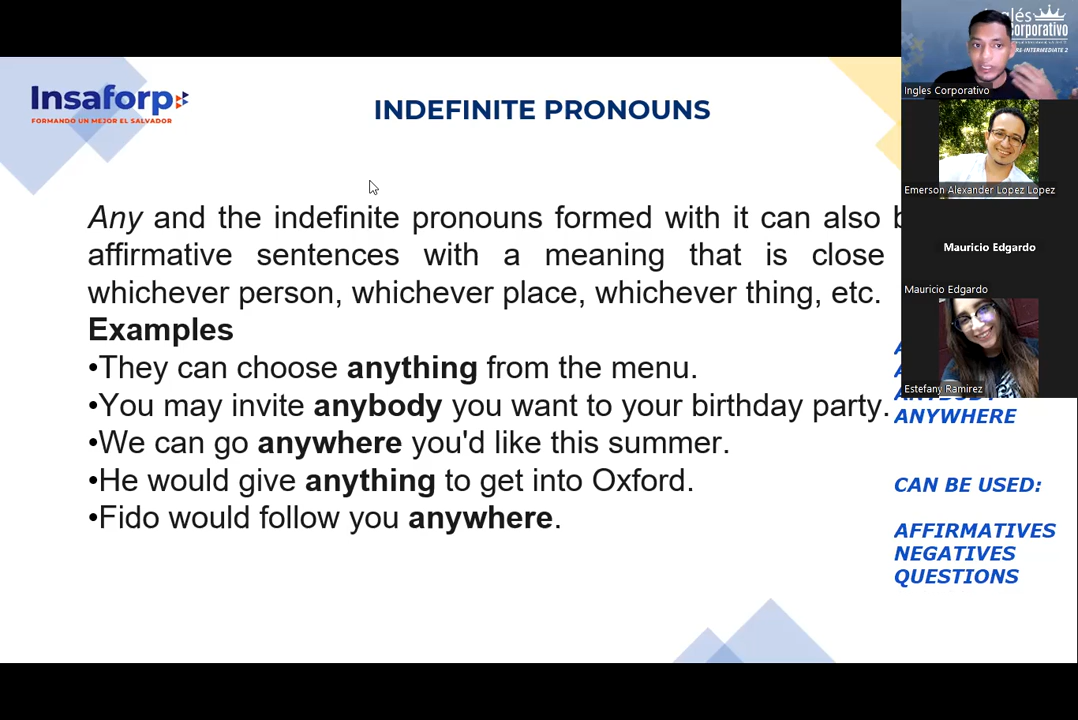 Insaforp
FORMANDO UN MEJOR EL SALVADOR
INDEFINITE PRONOUNS
Any and the indefinite pronouns formed with it can also
affirmative sentences with a meaning that is close
whichever person, whichever place, whichever thing, etc.
Examples
•They can choose anything from the menu.
•You may invite anybody you want to your birthday party.
•We can go anywhere you'd like this summer.
•He would give anything to get into Oxford.
•Fido would follow you anywhere.
ANYWHERE
CAN BE USED:
AFFIRMATIVES
NEGATIVES
QUESTIONS
Corporativo
Ingles Corporativo
Emerson Alexander Lopez Lopez
Mauricio Edgardo
Mauricio Edgardo
Estefany Ramirez